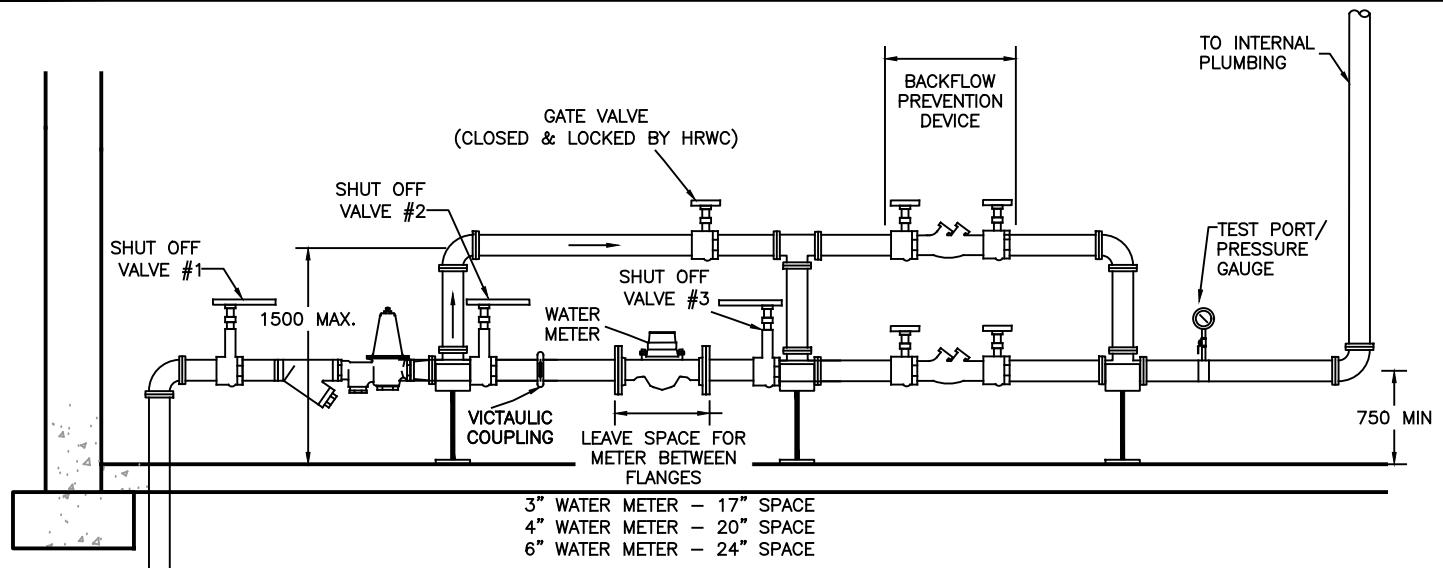 TO INTERNAL
PLUMBING
BACKFLOW
PREVENTION
DEVICE
GATE VALVE
(CLOSED & LOCKED BY HRWC)
SHUT OFF
VALVE #2
SHUT OFF
VALVE #1
TEST PORT/
PRESSURE
GAUGE
SHUT OFF
VALVE #3
1500 MAX.
WATER
METER
VICTAULIC
COUPLING
750 MIN
LEAVE SPACE FOR
METER BETWEEN
FLANGES
3" WATER METER – 17" SPACE
4" WATER METER – 20" SPACE
6" WATER METER – 24" SPACE